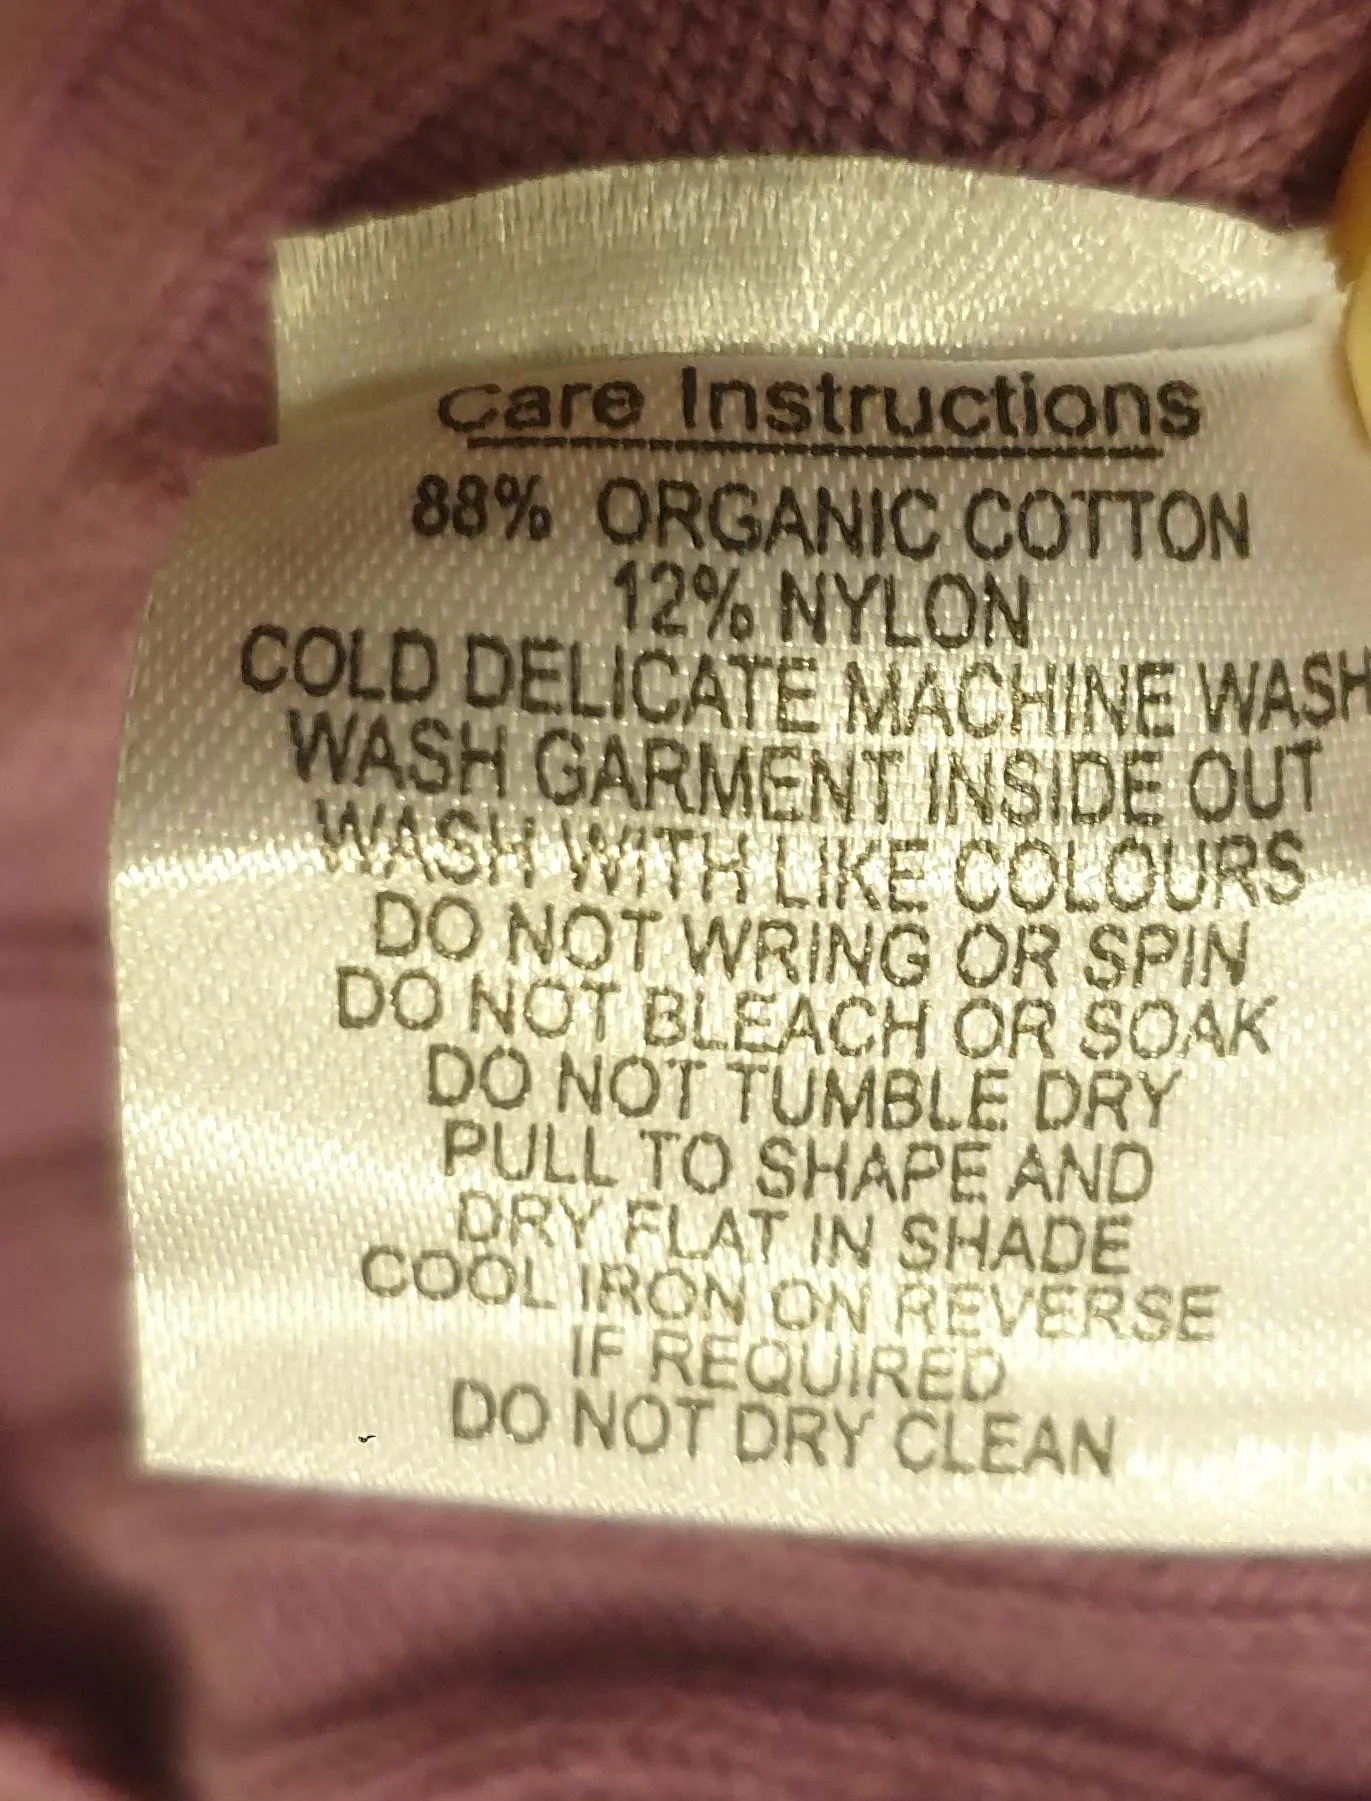 Care Instructions
88% ORGANIC COTTON
12% NYLON
COLD DELICATE MACHINE WASH
WASH GARMENT INSIDE OUT
WASH WITH LIKE COLOURS
DO NOT WRING OR SPIN
DO NOT BLEACH OR SOAK
DO NOT TUMBLE DRY
PULL TO SHAPE AND
DRY FLAT IN SHADE
COOL IRON ON REVERSE
IF REQUIRED
DO NOT DRY CLEAN